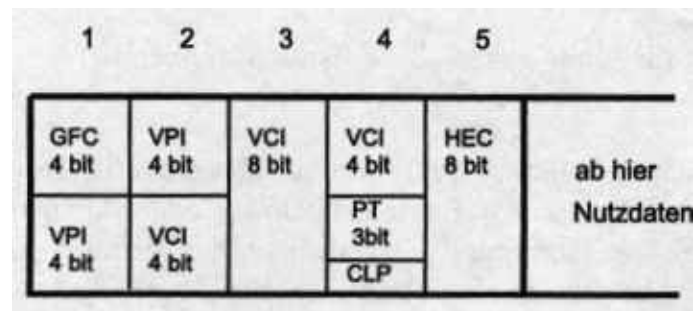 1 2 3 4 5
GFC VPI VCI VCI HEC
4 bit 4 bit 8 bit 4 bit 8 bit
ab hier
PT
Nutzdaten
VPI VCI 3bit
4 bit 4 bit
CLP